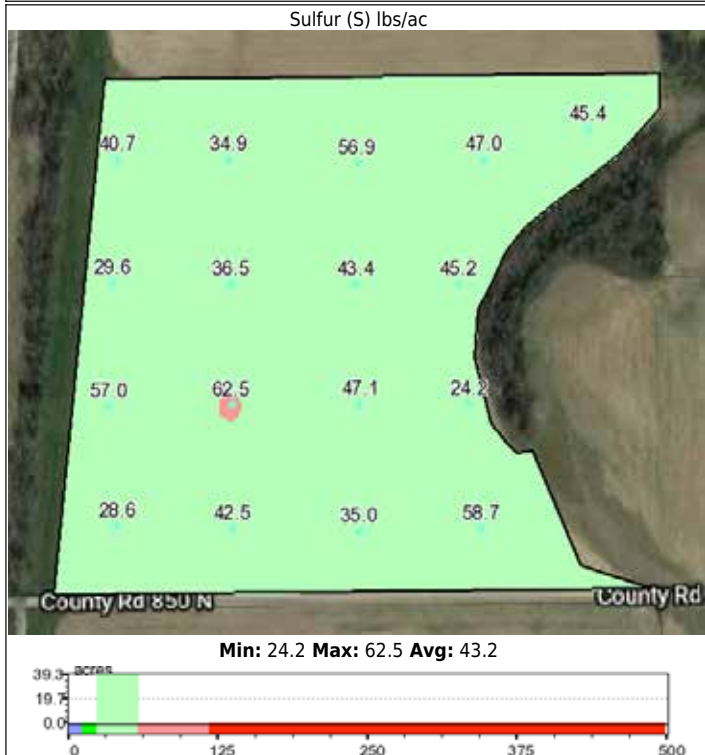 Sulfur (S) lbs/ac
45.4
40.7 34.9 56.9 47.0
29.6 36.5 43.4 45.2
57.0 62.5 47.1 24.2
28.6 42.5 35.0 58.7
County Rd 850 N County Rd
Min: 24.2 Max: 62.5 Avg: 43.2
39.3 acres
19.7
0.0
0 125 250 375 500